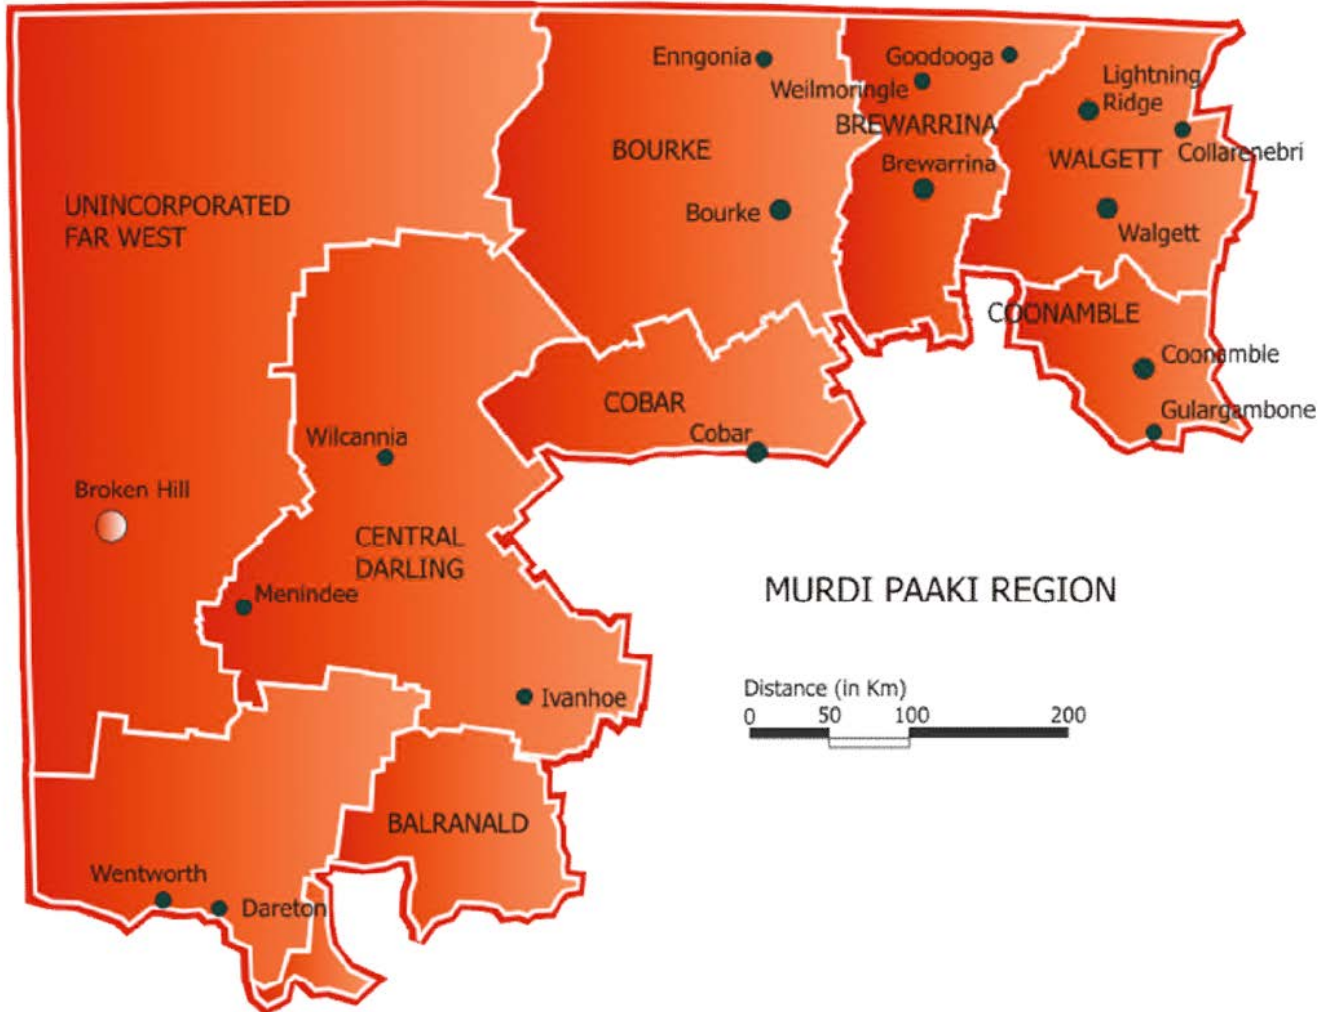 Enngonia
Goodooga
Weilmoringle
Lightning
Ridge
BREWARRINA
BOURKE
WALGETT
Collarenebri
Brewarrina
UNINCORPORATED
FAR WEST
Bourke
Walgett
COONAMBLE
Coonamble
COBAR
Gulargambone
Cobar
Wilcannia
Broken Hill
CENTRAL
DARLING
Menindee
MURDI PAAKI REGION
Ivanhoe
Distance (in Km)
0 50 100 200
BALRANALD
Wentworth
Dareton